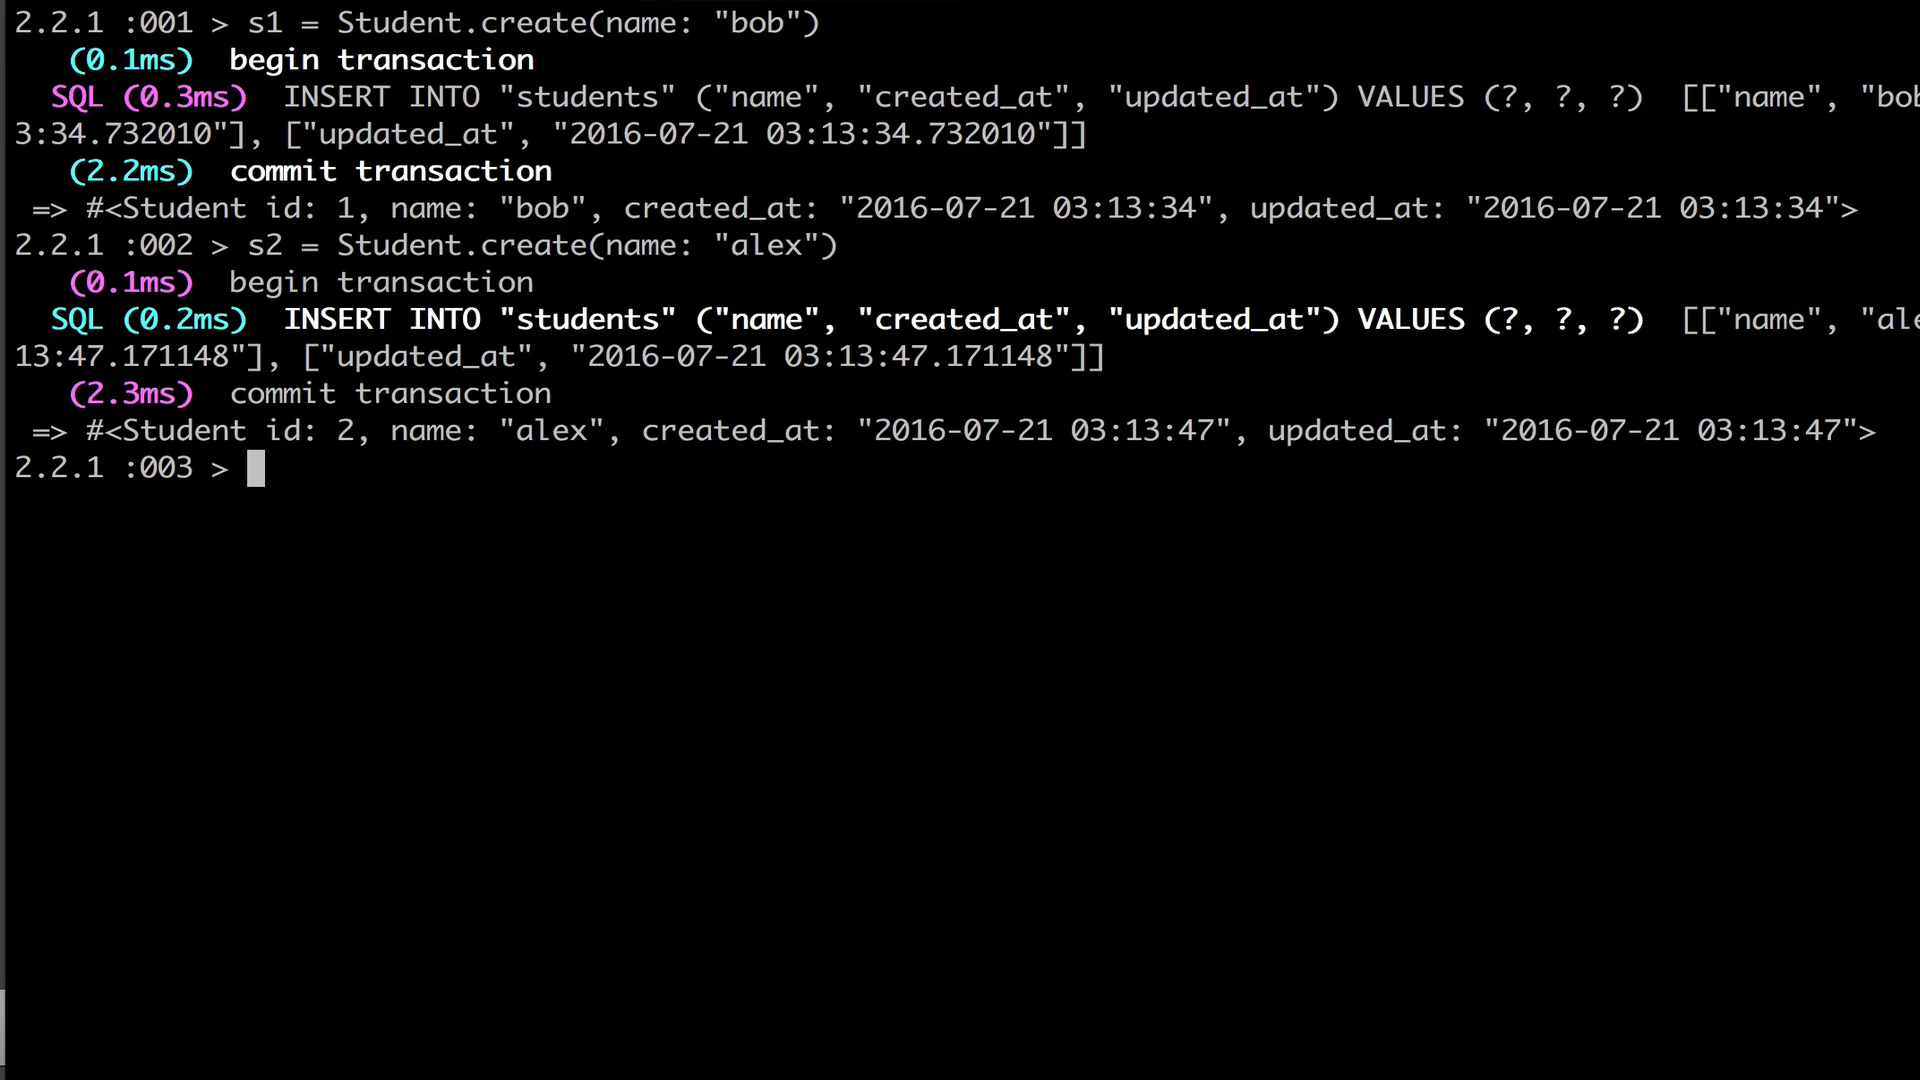 2.2.1 :001 > s1 = Student.create(name: "bob")
(0.1ms)  begin transaction
SQL (0.3ms)  INSERT INTO "students" ("name", "created_at", "updated_at") VALUES (?, ?, ?)  [["name", "bob
3:34.732010"], ["updated_at", "2016-07-21 03:13:34.732010"]]
(2.2ms)  commit transaction
=> #<Student id: 1, name: "bob", created_at: "2016-07-21 03:13:34", updated_at: "2016-07-21 03:13:34">
2.2.1 :002 > s2 = Student.create(name: "alex")
(0.1ms)  begin transaction
SQL (0.2ms)  INSERT INTO "students" ("name", "created_at", "updated_at") VALUES (?, ?, ?)  [["name", "ale
13:47.171148"], ["updated_at", "2016-07-21 03:13:47.171148"]]
(2.3ms)  commit transaction
=> #<Student id: 2, name: "alex", created_at: "2016-07-21 03:13:47", updated_at: "2016-07-21 03:13:47">
2.2.1 :003 >